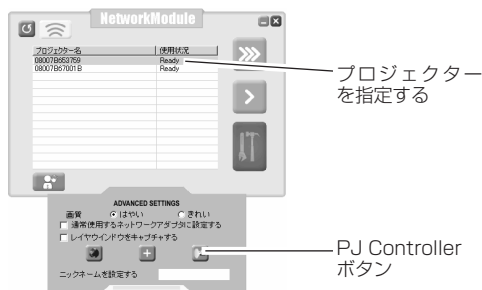 NetworkModule
プロジェクター名 使用状況
08007B653759 Ready
08007B67001B Ready
プロジェクター
を指定する
ADVANCED SETTINGS
画質 はやい きれい
通常使用するネットワークアダプタに設定する
レイヤウインドウをキャプチャする
ニックネームを設定する
PJ Controller
ボタン